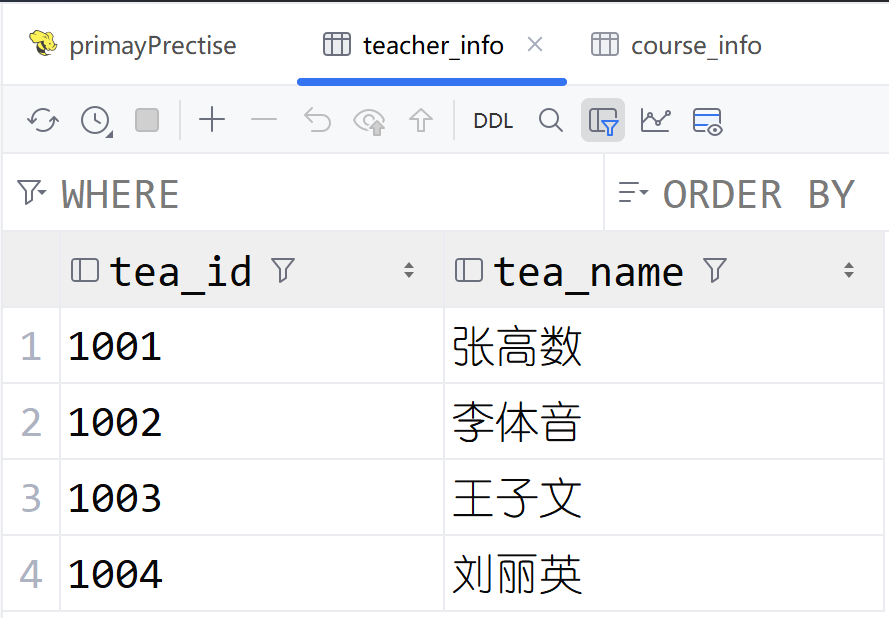 primayPrectise teacher_info course_info
DDL
WHERE ORDER BY
tea_id tea_name
1 1001 张高数
2 1002 李体音
3 1003 王子文
4 1004 刘丽英